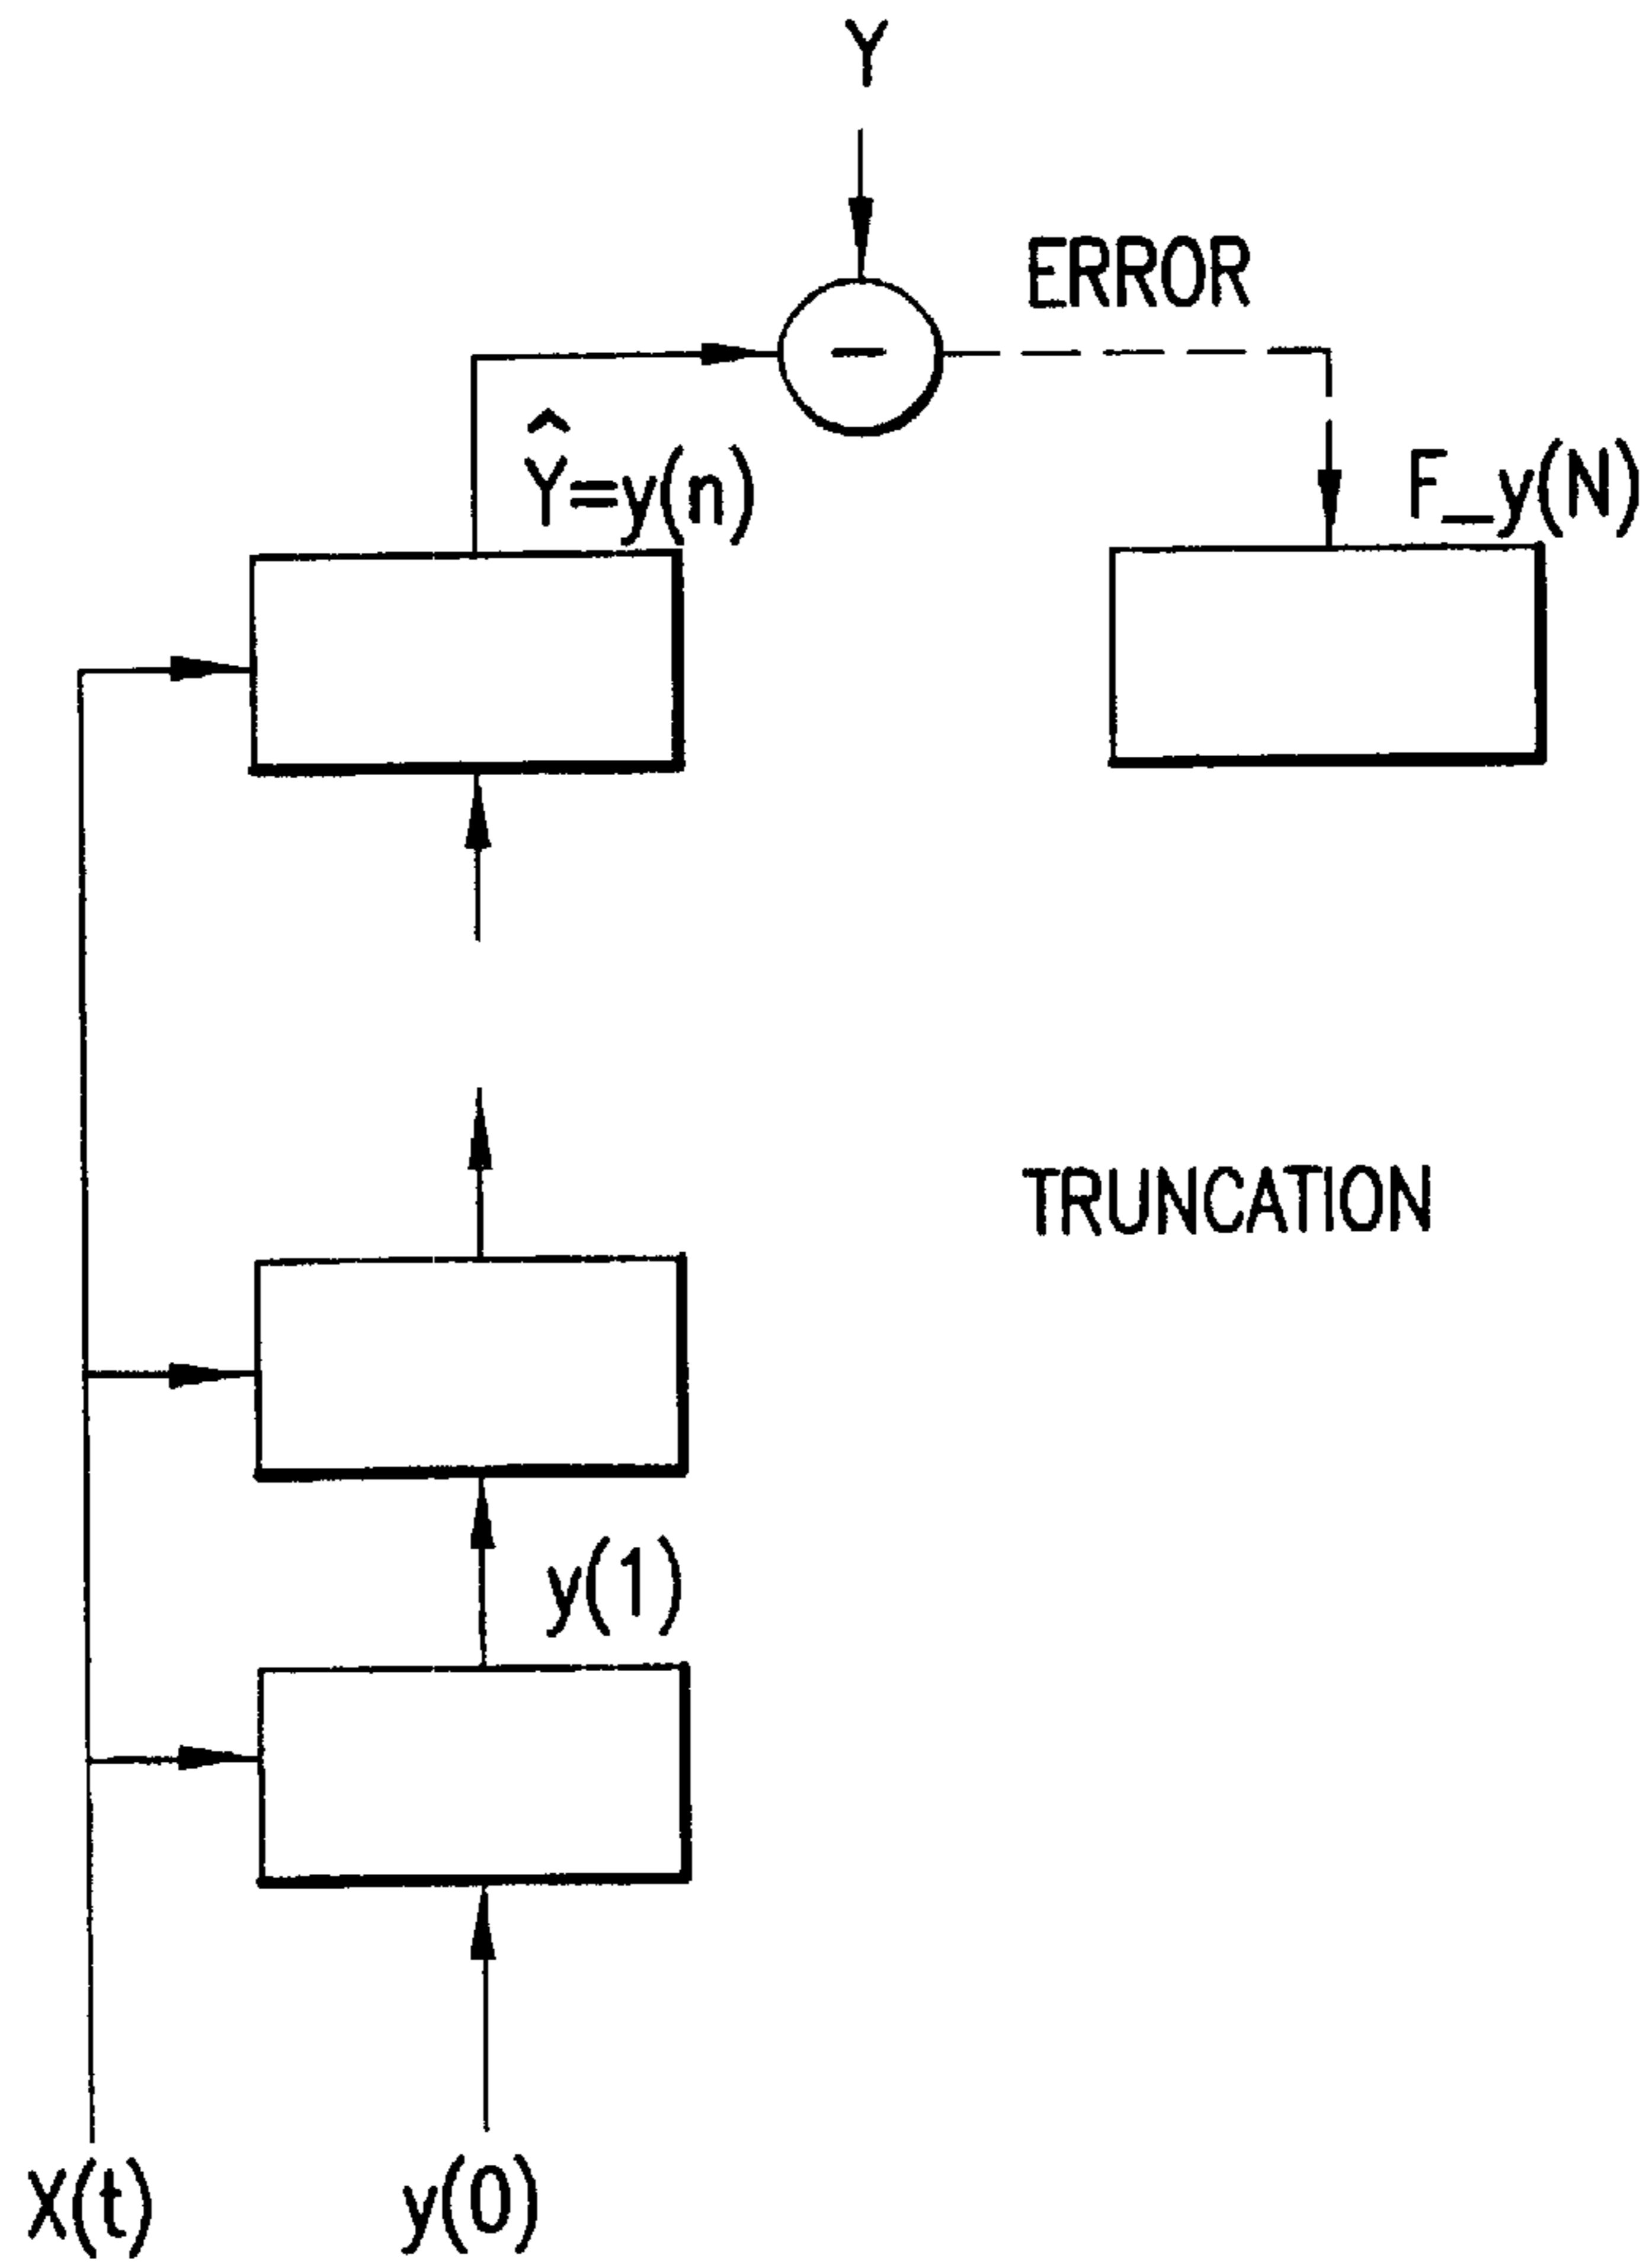 Y
ERROR
−
Ŷ=y(n)
F_y(N)
TRUNCATION
y(1)
X(t)
y(0)